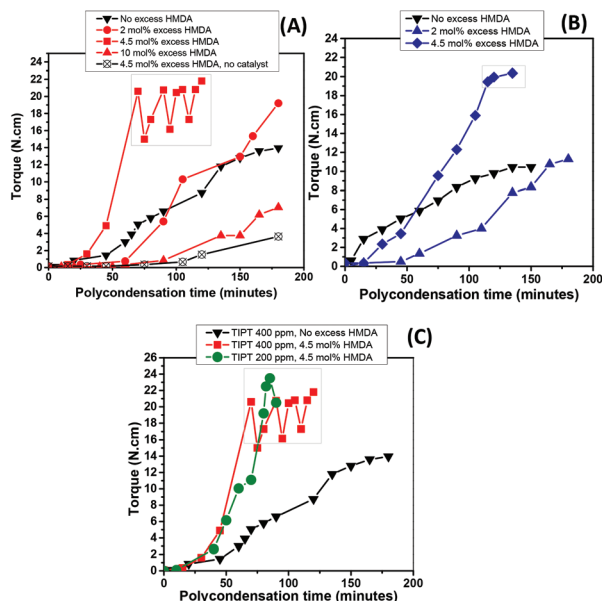 No excess HMDA
2 mol% excess HMDA
4.5 mol% excess HMDA
10 mol% excess HMDA
4.5 mol% excess HMDA, no catalyst
(A)
Torque (N.cm)
26
24
22
20
18
16
14
12
10
8
6
4
2
0
0 50 100 150 200
Polycondensation time (minutes)
No excess HMDA
2 mol% excess HMDA
4.5 mol% excess HMDA
(B)
Torque (N.cm)
24
22
20
18
16
14
12
10
8
6
4
2
0
0 50 100 150 200
Polycondensation time (minutes)
TIPT 400 ppm, No excess HMDA
TIPT 400 ppm, 4.5 mol% HMDA
TIPT 200 ppm, 4.5 mol% HMDA
(C)
Torque (N.cm)
26
24
22
20
18
16
14
12
10
8
6
4
2
0
0 50 100 150 200
Polycondensation time (minutes)